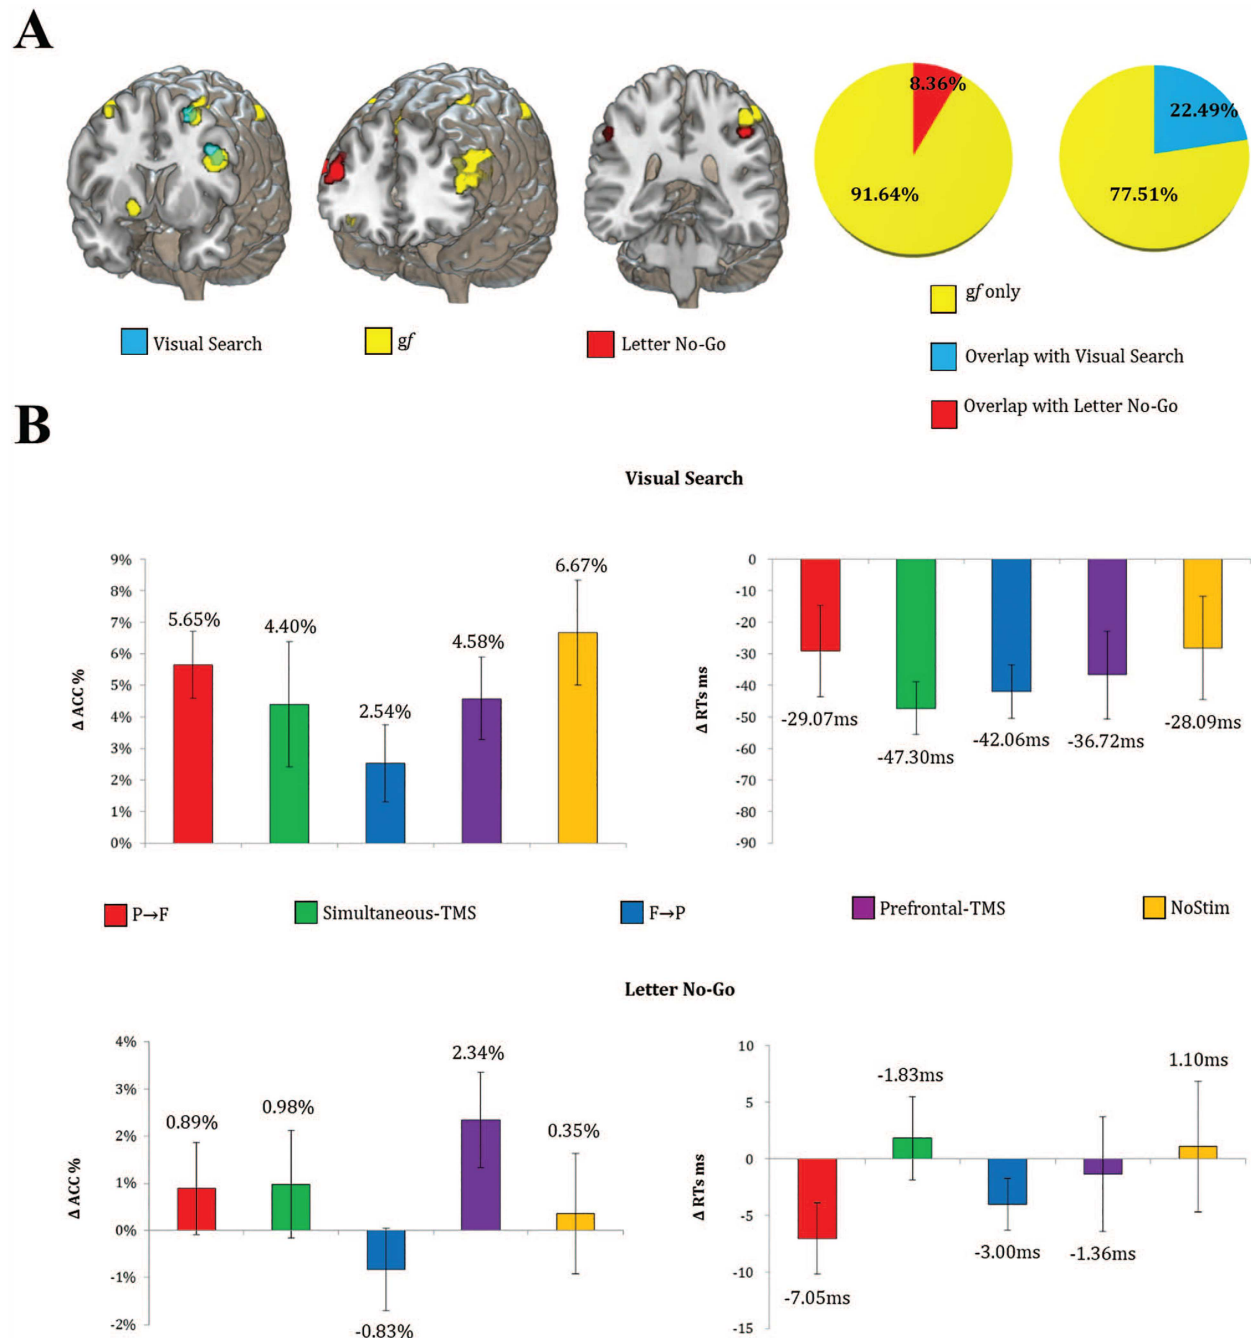 A
8.36%
22.49%
91.64%
77.51%
gf only
Visual Search
gf
Letter No-Go
Overlap with Visual Search
Overlap with Letter No-Go
B
Visual Search
9%
8%
7%
6%
5%
4%
3%
2%
1%
0%
Δ ACC %
5.65%
4.40%
2.54%
4.58%
6.67%
0
-10
-20
-30
-40
-50
-60
-70
-80
-90
Δ RTs ms
-29.07ms
-47.30ms
-42.06ms
-36.72ms
-28.09ms
P→F
Simultaneous-TMS
F→P
Prefrontal-TMS
NoStim
Letter No-Go
4%
3%
2%
1%
0%
-1%
-2%
Δ ACC %
0.89%
0.98%
-0.83%
2.34%
0.35%
10
5
0
-5
-10
-15
Δ RTs ms
-7.05ms
-1.83ms
-3.00ms
-1.36ms
1.10ms